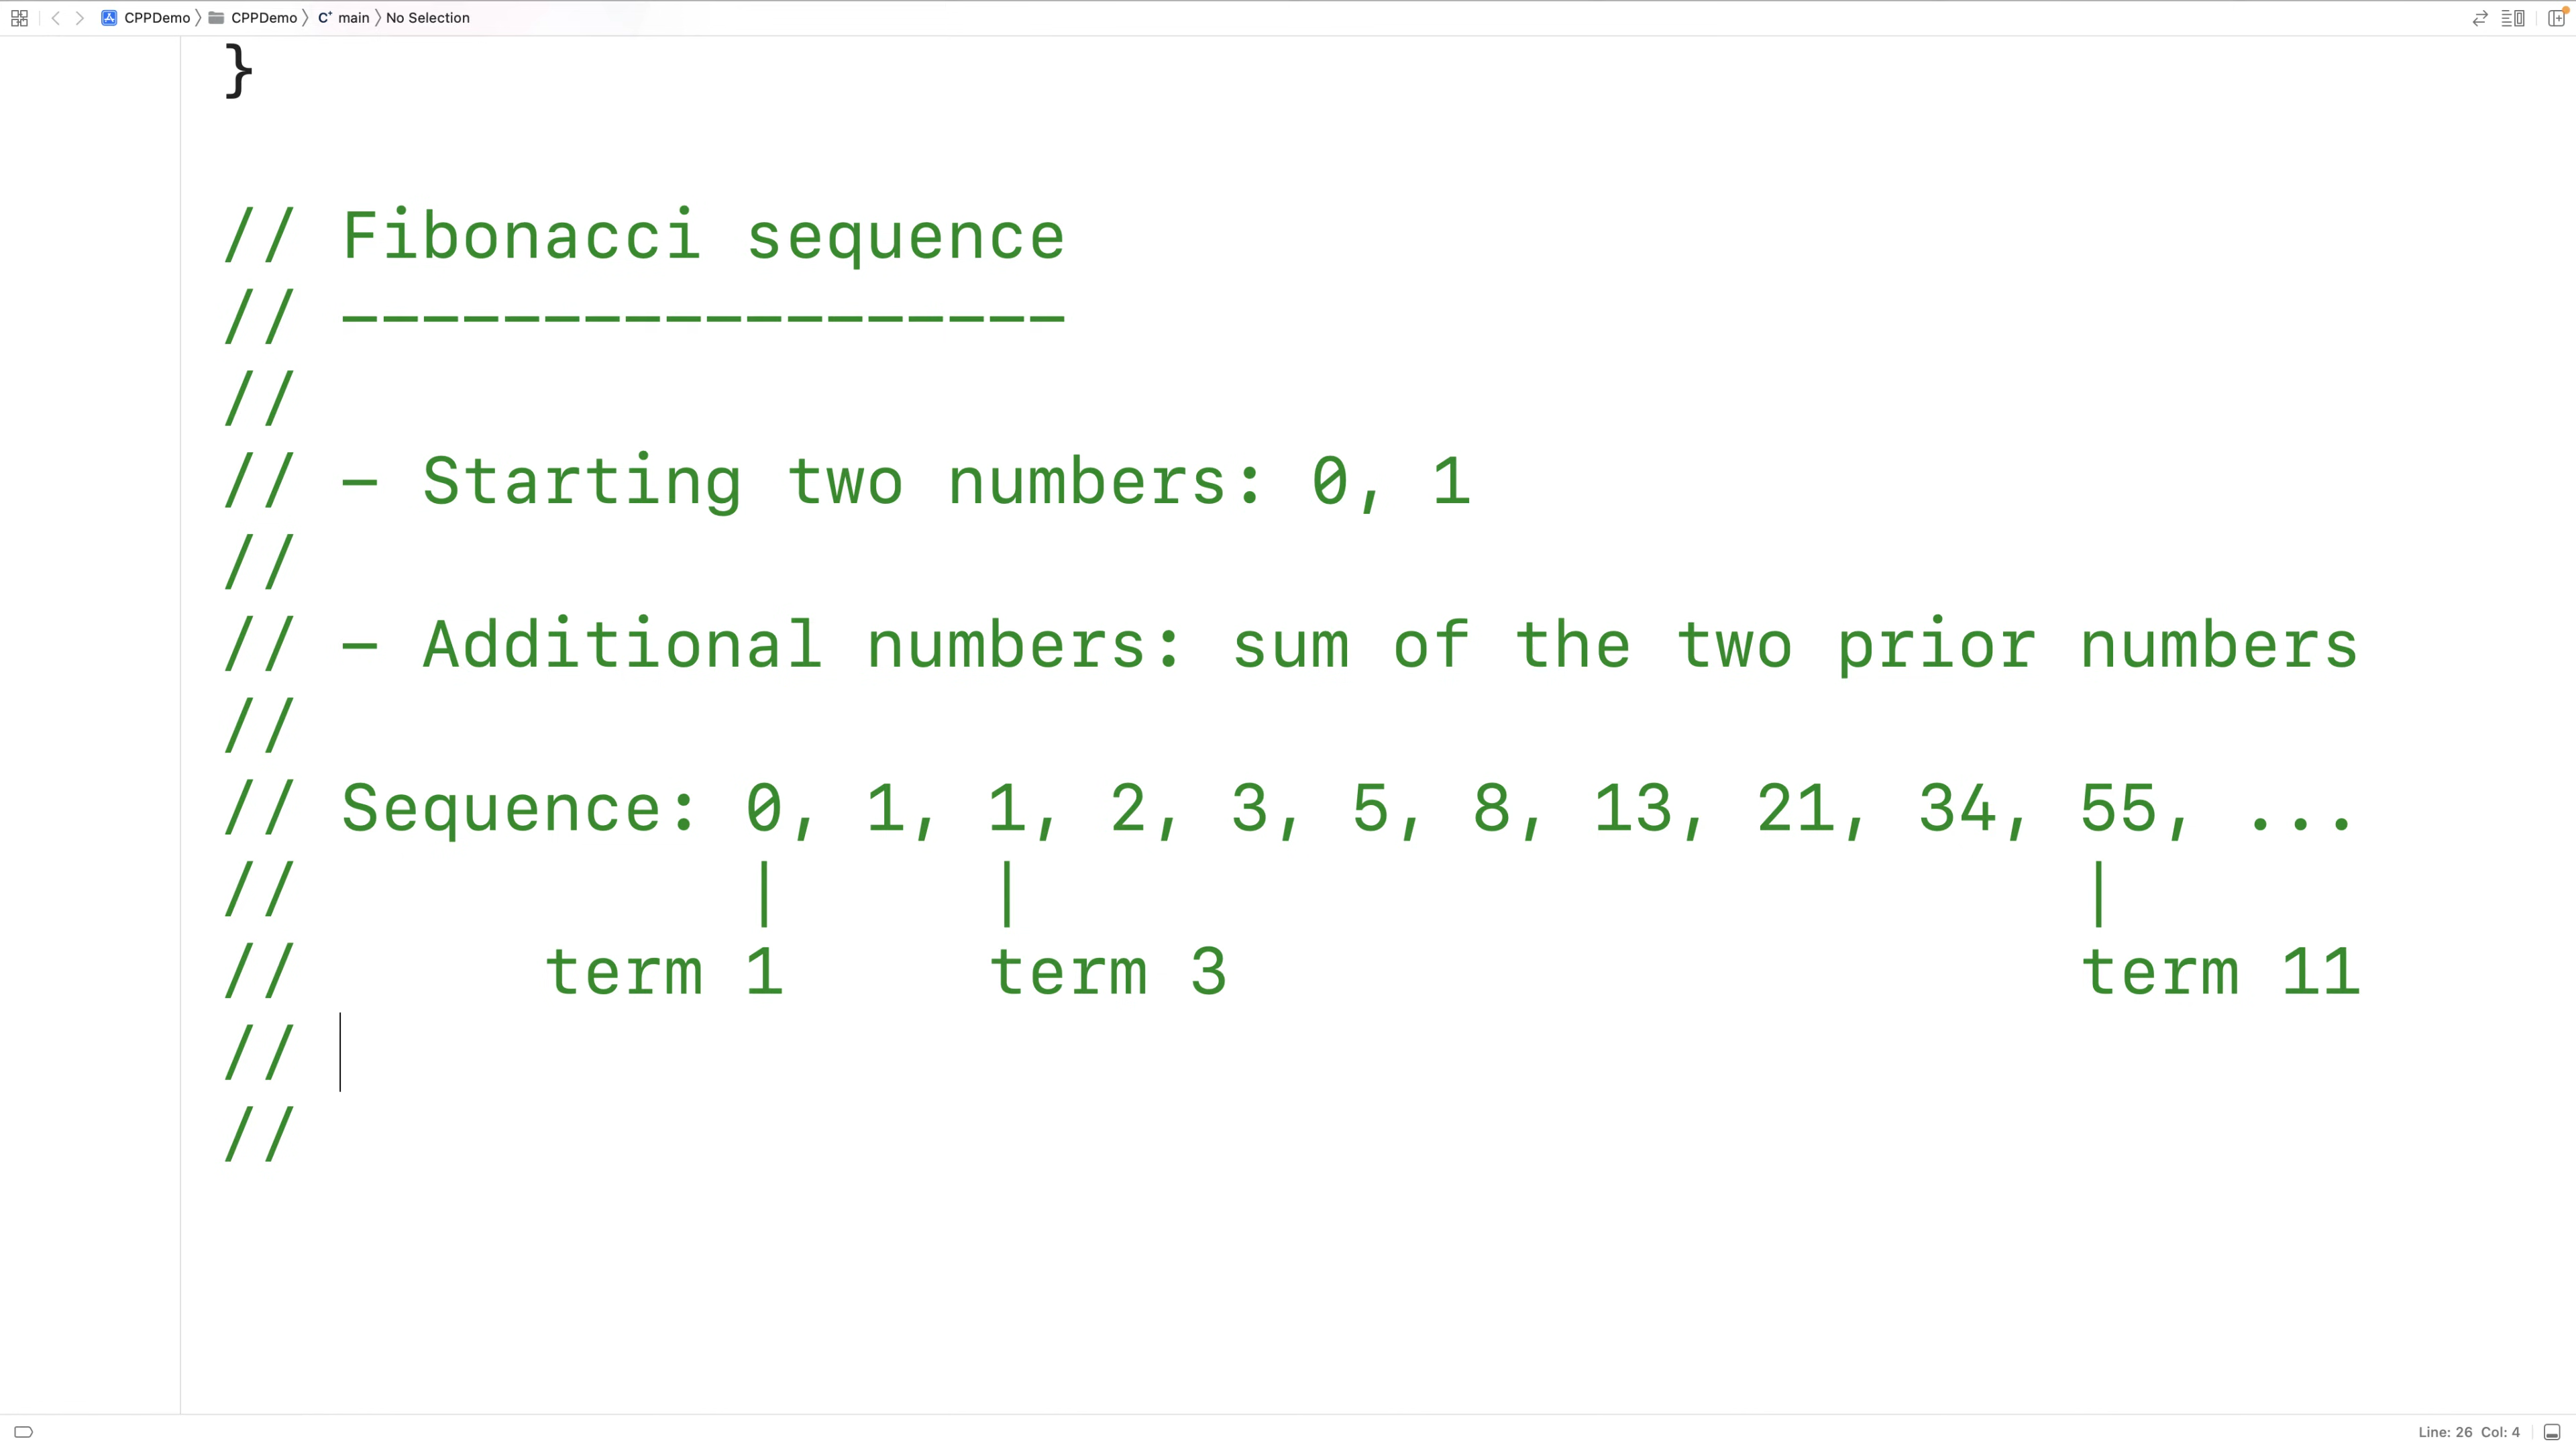 CPPDemo 〉 CPPDemo 〉 C+ main 〉 No Selection
}
// Fibonacci sequence
// ------------------
//
// - Starting two numbers: 0, 1
//
// - Additional numbers: sum of the two prior numbers
//
// Sequence: 0, 1, 1, 2, 3, 5, 8, 13, 21, 34, 55, ...
//           |     |                          |
//      term 1     term 3                     term 11
//
//
Line: 26 Col: 4